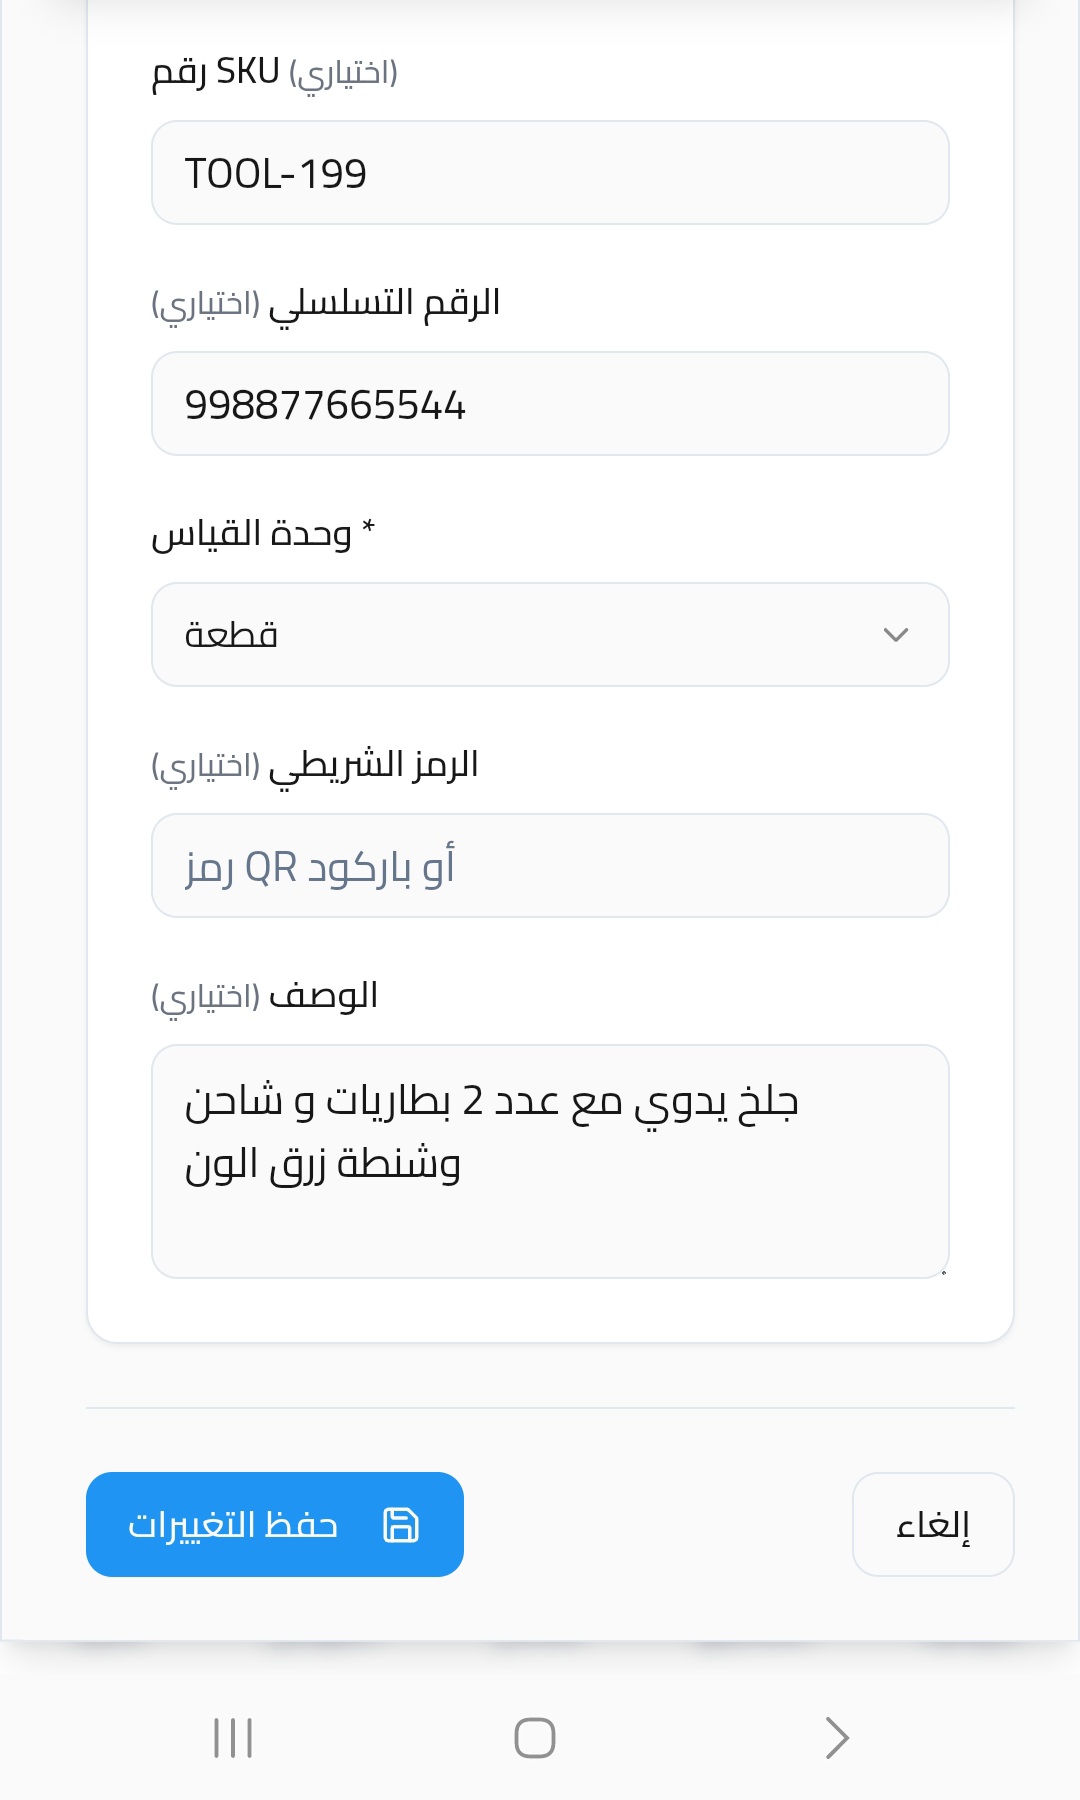 رقم SKU (اختياري)
TOOL-199
الرقم التسلسلي (اختياري)
998877665544
وحدة القياس *
قطعة
الرمز الشريطي (اختياري)
رمز QR أو باركود
الوصف (اختياري)
جلخ يدوي مع عدد 2 بطاريات و شاحن
وشنطة زرق الون
إلغاء
حفظ التغييرات